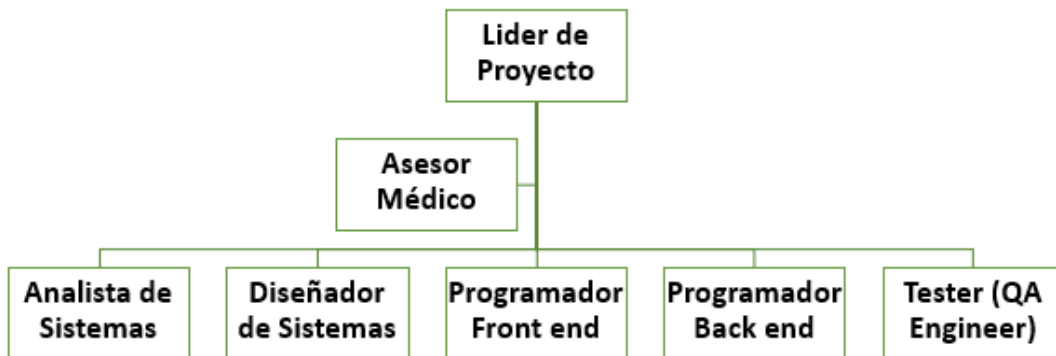 Lider de
Proyecto
Asesor
Médico
Analista de
Sistemas
Diseñador
de Sistemas
Programador
Front end
Programador
Back end
Tester (QA
Engineer)